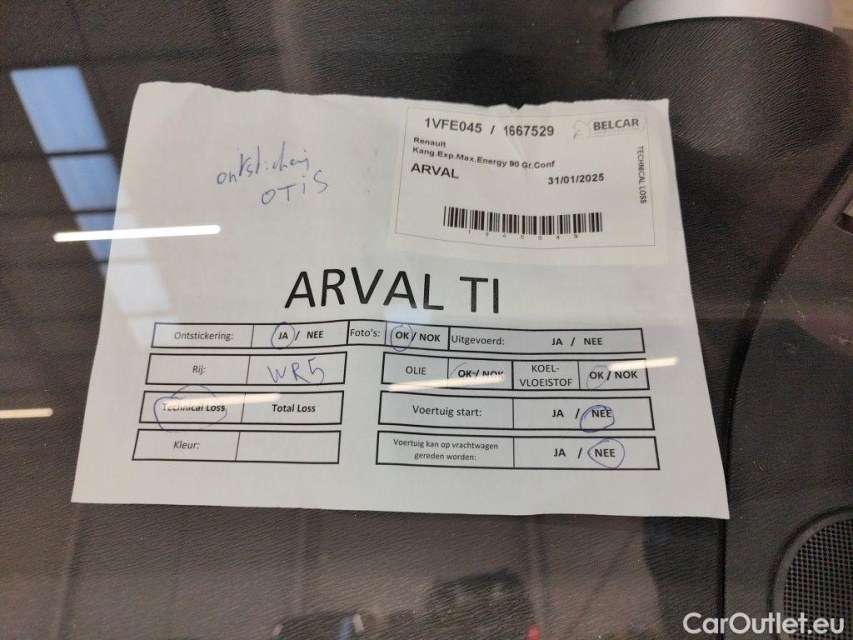 1VFE045 / 1667529
BELCAR
Renault
Kang.Exp.Max.Energy 90 Gr.Conf
ARVAL
31/01/2025
TECHNICAL LOSS
OTIS
ARVAL TI
Ontstickering: JA / NEE Foto's: OK / NOK Uitgevoerd: JA / NEE
Rij: WR5
OLIE OK / NOK KOEL-VLOEISTOF OK / NOK
Technical Loss Total Loss
Voertuig start: JA / NEE
Kleur:
Voertuig kan op vrachtwagen
gereden worden: JA / NEE
CarOutlet.eu